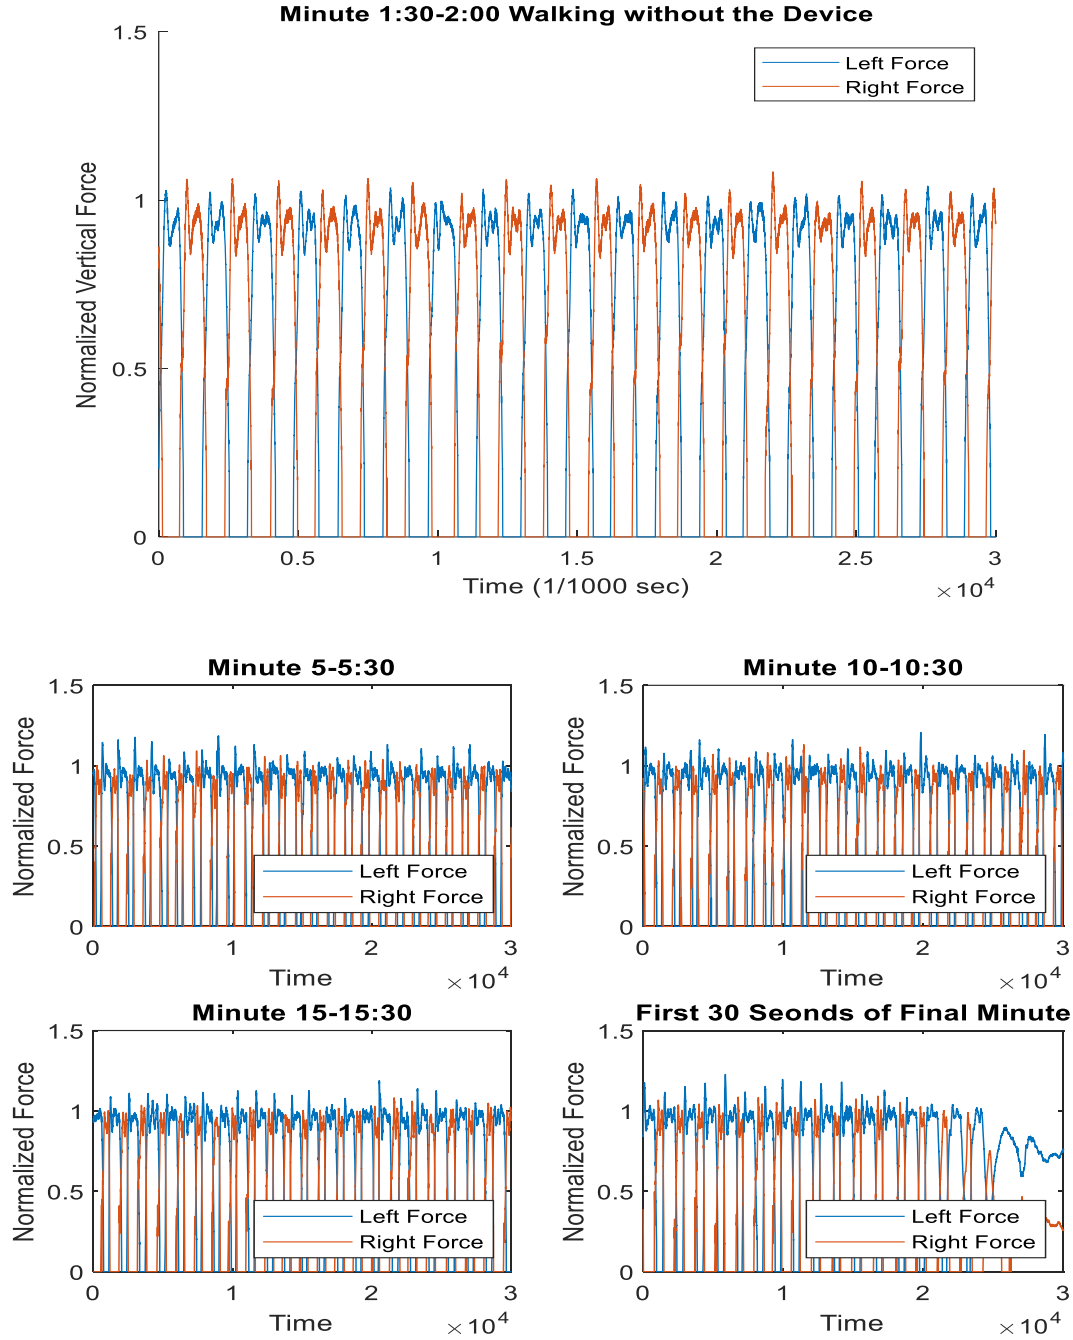 Minute 1:30-2:00 Walking without the Device
1.5
Left Force
Right Force
1
Normalized Vertical Force
0.5
0
0 0.5 1 1.5 2 2.5 3
Time (1/1000 sec)
×10^4
Minute 5-5:30
1.5
1
Normalized Force
0.5
Left Force
Right Force
0
0 1 2 3
Time
×10^4
Minute 10-10:30
1.5
1
Normalized Force
0.5
Left Force
Right Force
0
0 1 2 3
Time
×10^4
Minute 15-15:30
1.5
1
Normalized Force
0.5
Left Force
Right Force
0
0 1 2 3
Time
×10^4
First 30 Seonds of Final Minute
1.5
1
Normalized Force
0.5
Left Force
Right Force
0
0 1 2 3
Time
×10^4